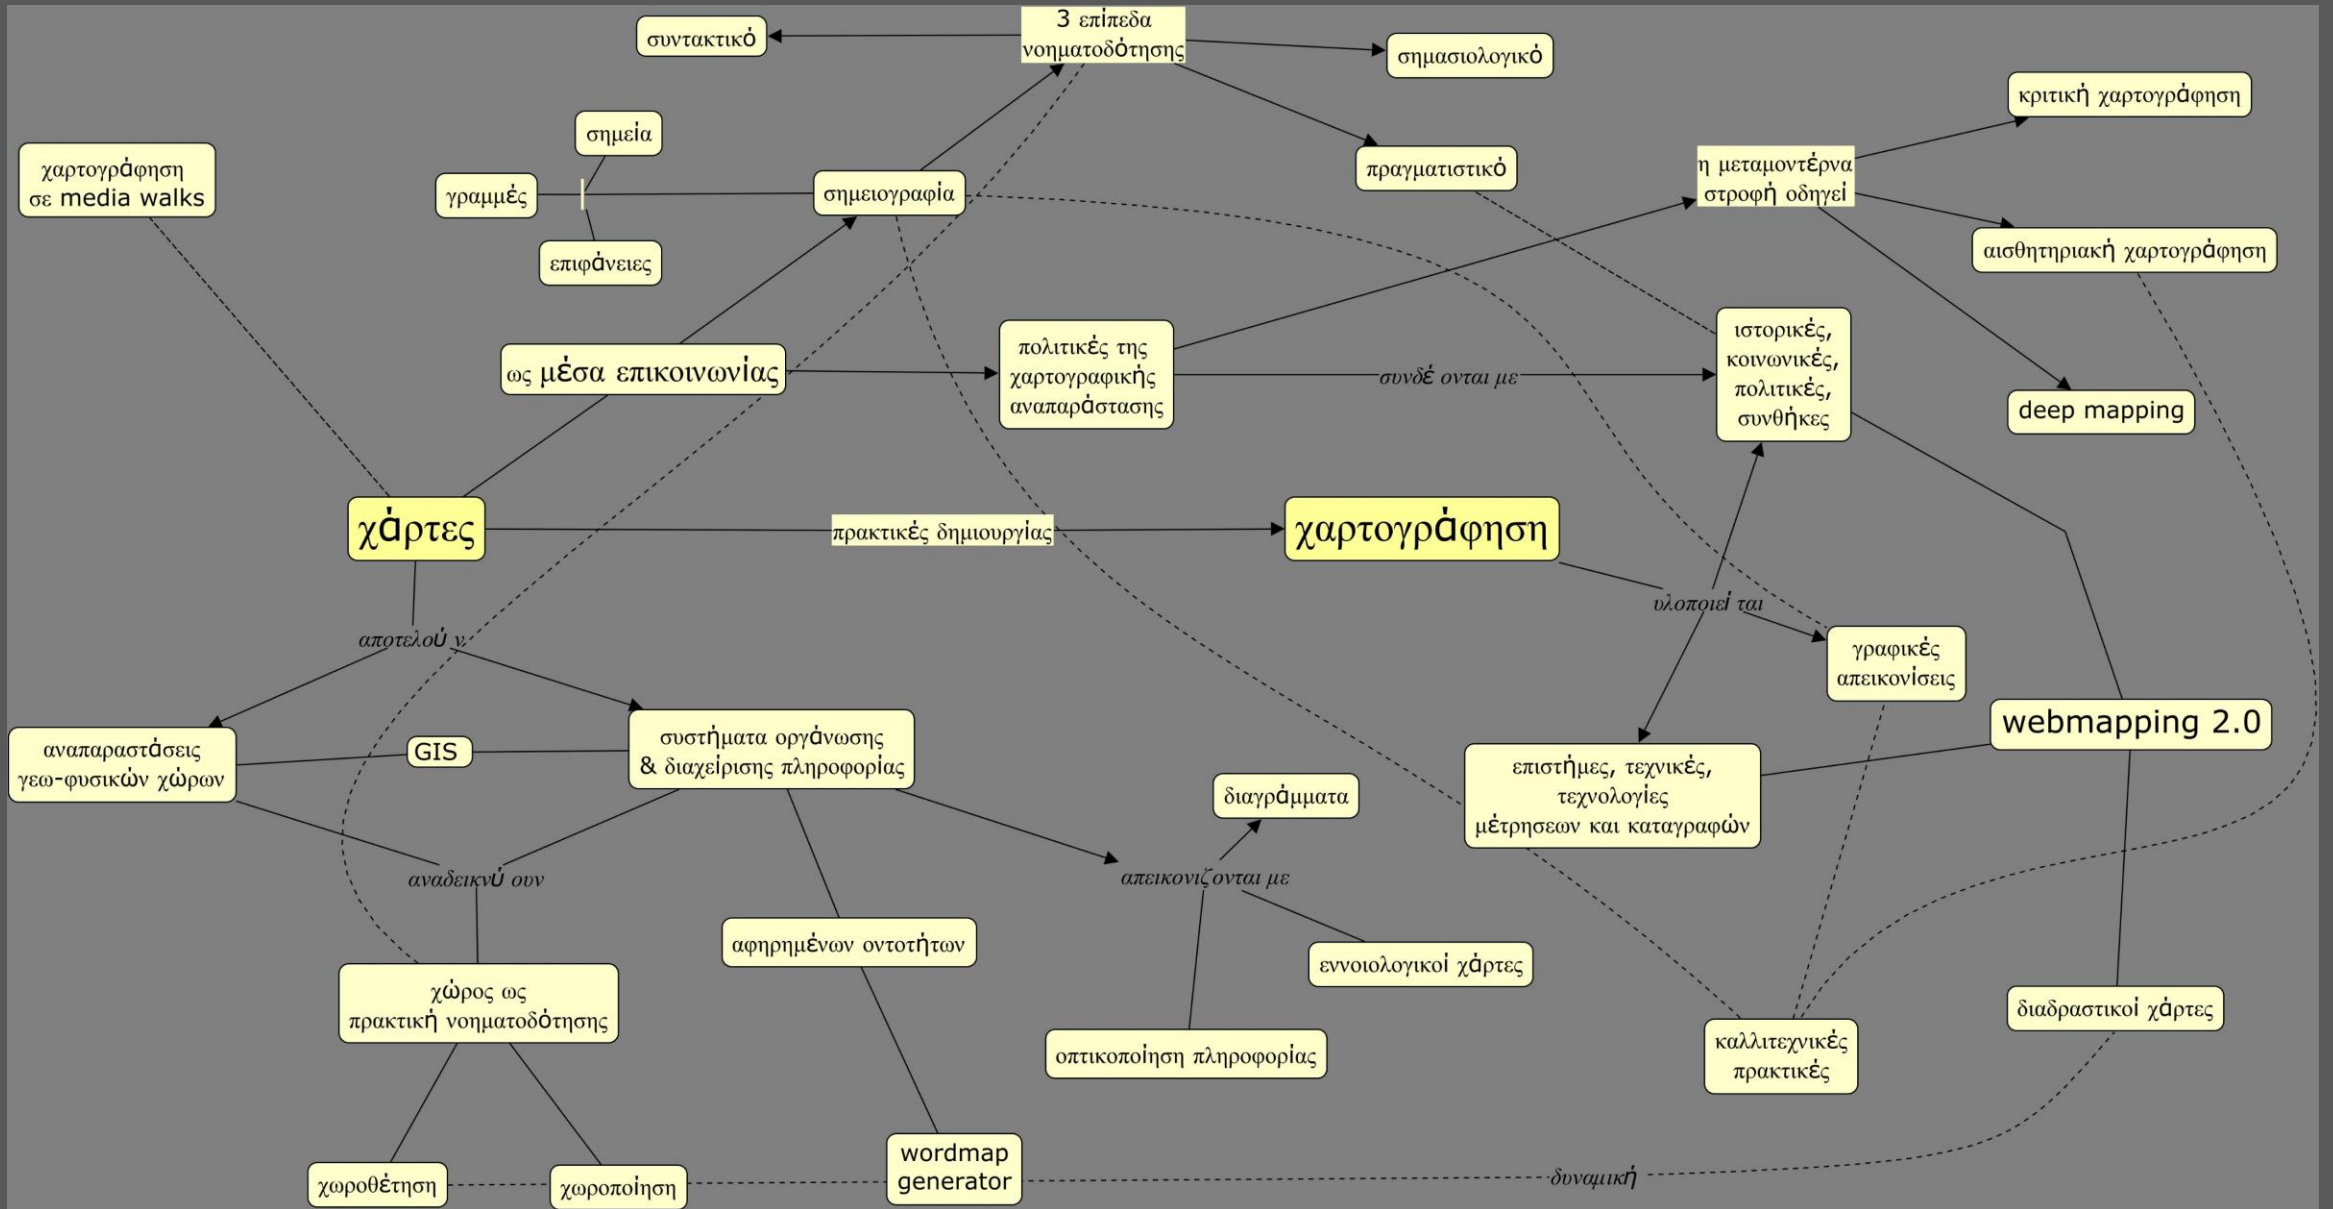 3 επίπεδα
νοηματοδότησης
συντακτικό
σημασιολογικό
κριτική χαρτογράφηση
σημεία
χαρτογράφηση
σε media walks
γραμμές
σημειογραφία
πραγματιστικό
η μεταμοντέρνα
στροφή οδηγεί
επιφάνειες
αισθητηριακή χαρτογράφηση
ως μέσα επικοινωνίας
πολιτικές της
χαρτογραφικής
αναπαράστασης
συνδέ ονται με
ιστορικές,
κοινωνικές,
πολιτικές,
συνθήκες
deep mapping
χάρτες
πρακτικές δημιουργίας
χαρτογράφηση
υλοποιεί ται
αποτελού ν
γραφικές
απεικονίσεις
αναπαραστάσεις
γεω-φυσικών χώρων
GIS
συστήματα οργάνωσης
& διαχείρισης πληροφορίας
webmapping 2.0
διαγράμματα
επιστήμες, τεχνικές,
τεχνολογίες
μέτρησεων και καταγραφών
αναδεικνύ ουν
απεικονιζονται με
αφηρημένων οντοτήτων
εννοιολογικοί χάρτες
χώρος ως
πρακτική νοηματοδότησης
οπτικοποίηση πληροφορίας
καλλιτεχνικές
πρακτικές
διαδραστικοί χάρτες
χωροθέτηση
χωροποίηση
wordmap
generator
δυναμική